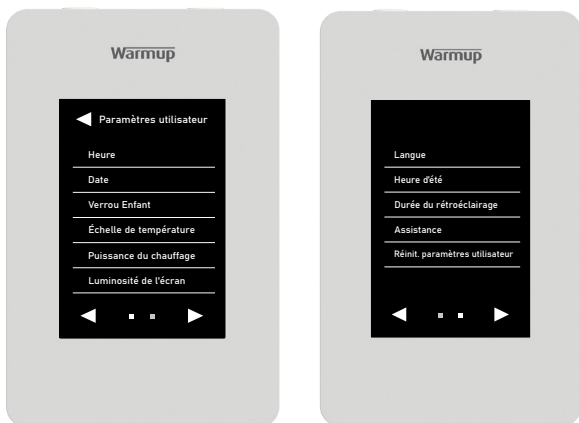 Warmup
Paramètres utilisateur
Heure
Date
Verrou Enfant
Échelle de température
Puissance du chauffage
Luminosité de l'écran
Warmup
Langue
Heure d'été
Durée du rétroéclairage
Assistance
Réinit. paramètres utilisateur